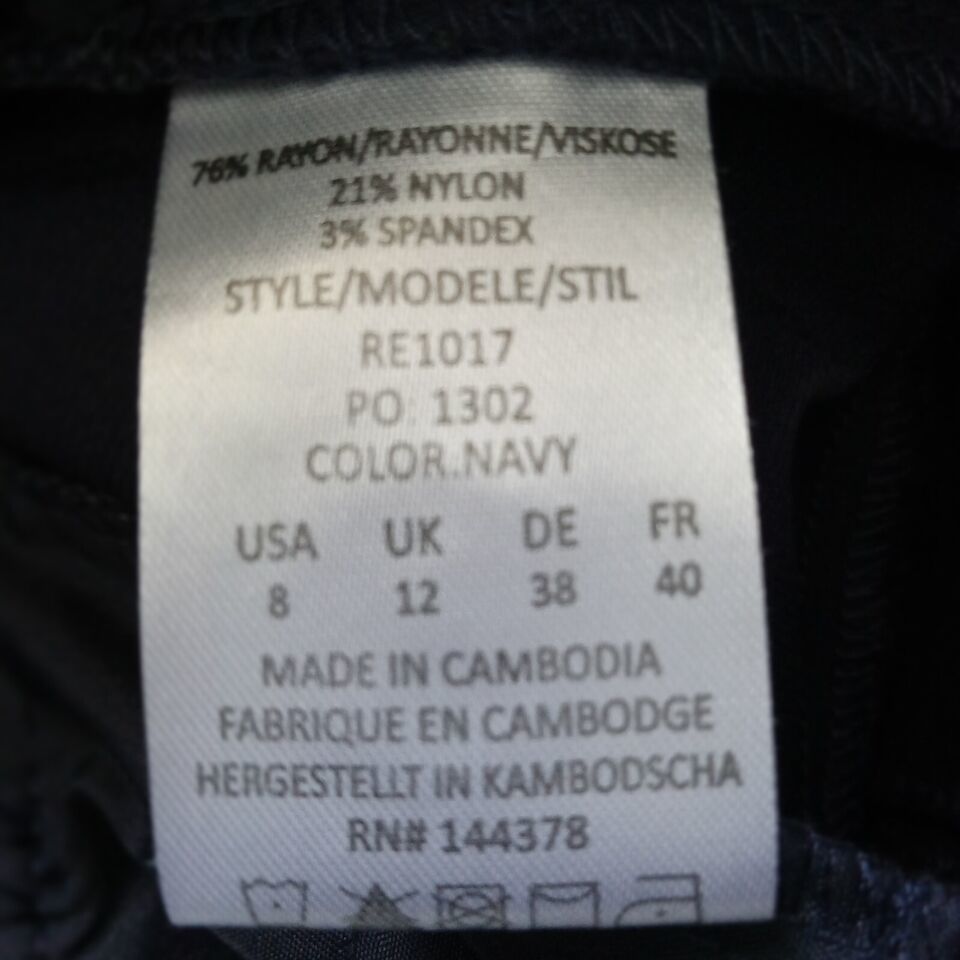 76% RAYON/RAYONNE/VISKOSE
21% NYLON
3% SPANDEX
STYLE/MODELE/STIL
RE1017
PO: 1302
COLOR.NAVY
USA UK DE FR
8 12 38 40
MADE IN CAMBODIA
FABRIQUE EN CAMBODGE
HERGESTELLT IN KAMBODSCHA
RN# 144378